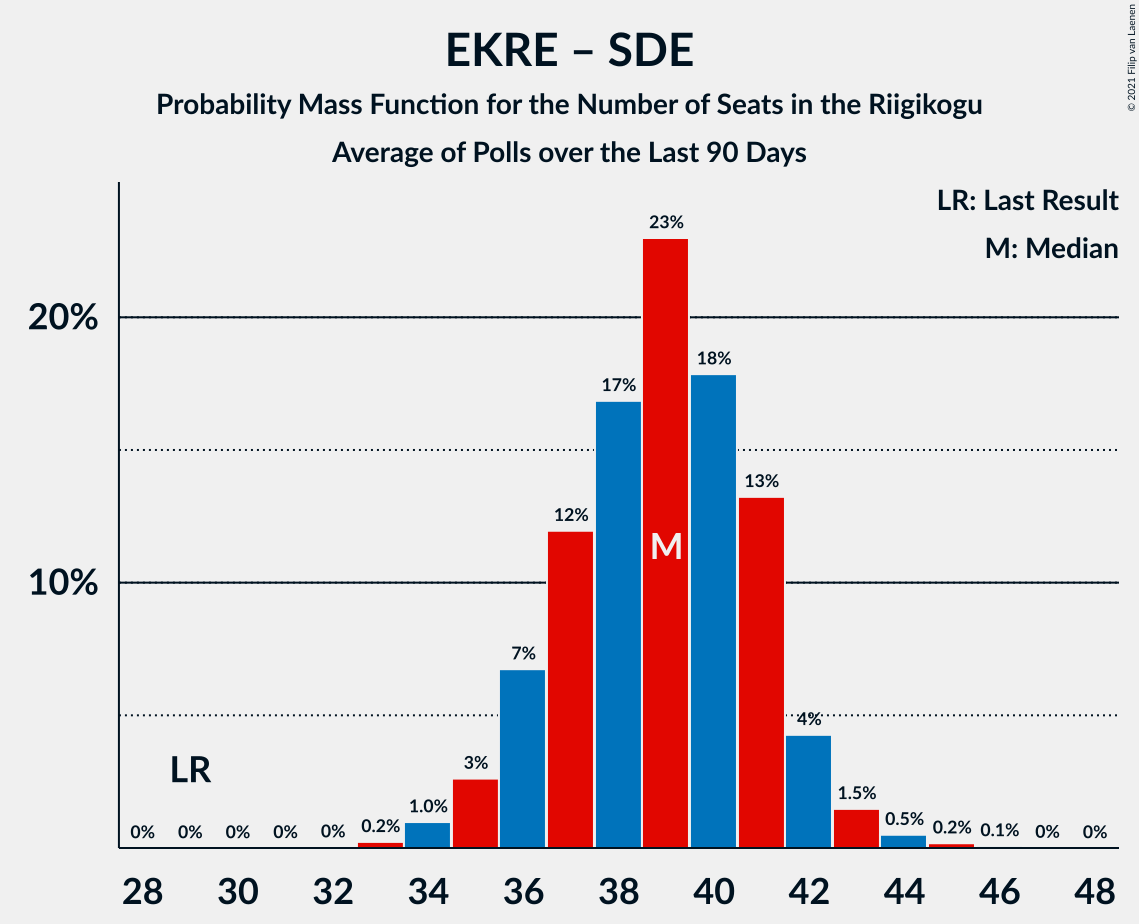 EKRE – SDE
Probability Mass Function for the Number of Seats in the Riigikogu
Average of Polls over the Last 90 Days
© 2021 Filip van Laenen
LR: Last Result
M: Median
20%
10%
0% 0% 0% 0% 0% 0.2% 1.0% 3% 7% 12% 17% 23% 18% 13% 4% 1.5% 0.5% 0.2% 0.1% 0% 0%
LR
M
28 30 32 34 36 38 40 42 44 46 48